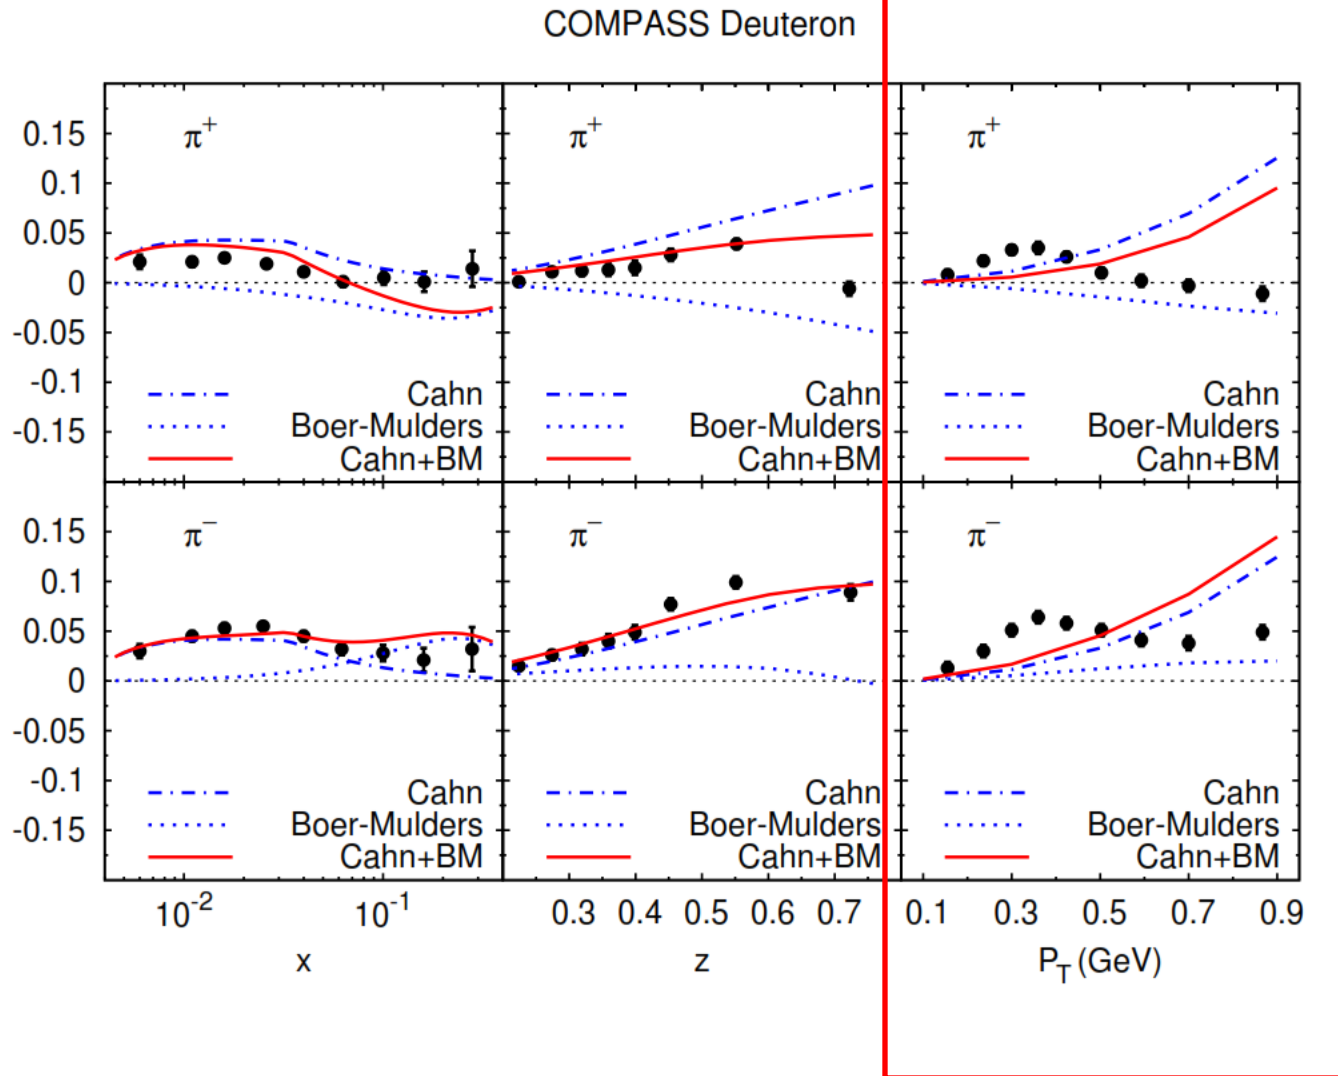 COMPASS Deuteron
π+ π+ π+
0.15
0.1
0.05
0
-0.05
-0.1
-0.15
Cahn Cahn Cahn
Boer-Mulders Boer-Mulders Boer-Mulders
Cahn+BM Cahn+BM Cahn+BM
π− π− π−
0.15
0.1
0.05
0
-0.05
-0.1
-0.15
Cahn Cahn Cahn
Boer-Mulders Boer-Mulders Boer-Mulders
Cahn+BM Cahn+BM Cahn+BM
10-2 10-1 0.3 0.4 0.5 0.6 0.7 0.1 0.3 0.5 0.7 0.9
x z PT (GeV)